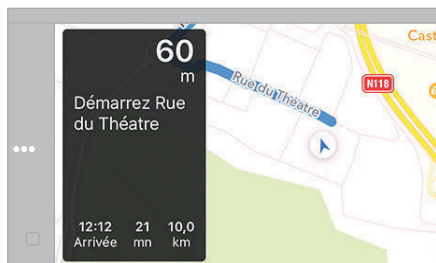 60
m
Démarrez Rue
du Théatre
12:12 21 10,0
Arrivée mn km
Rue du Théatre
N118
Cast